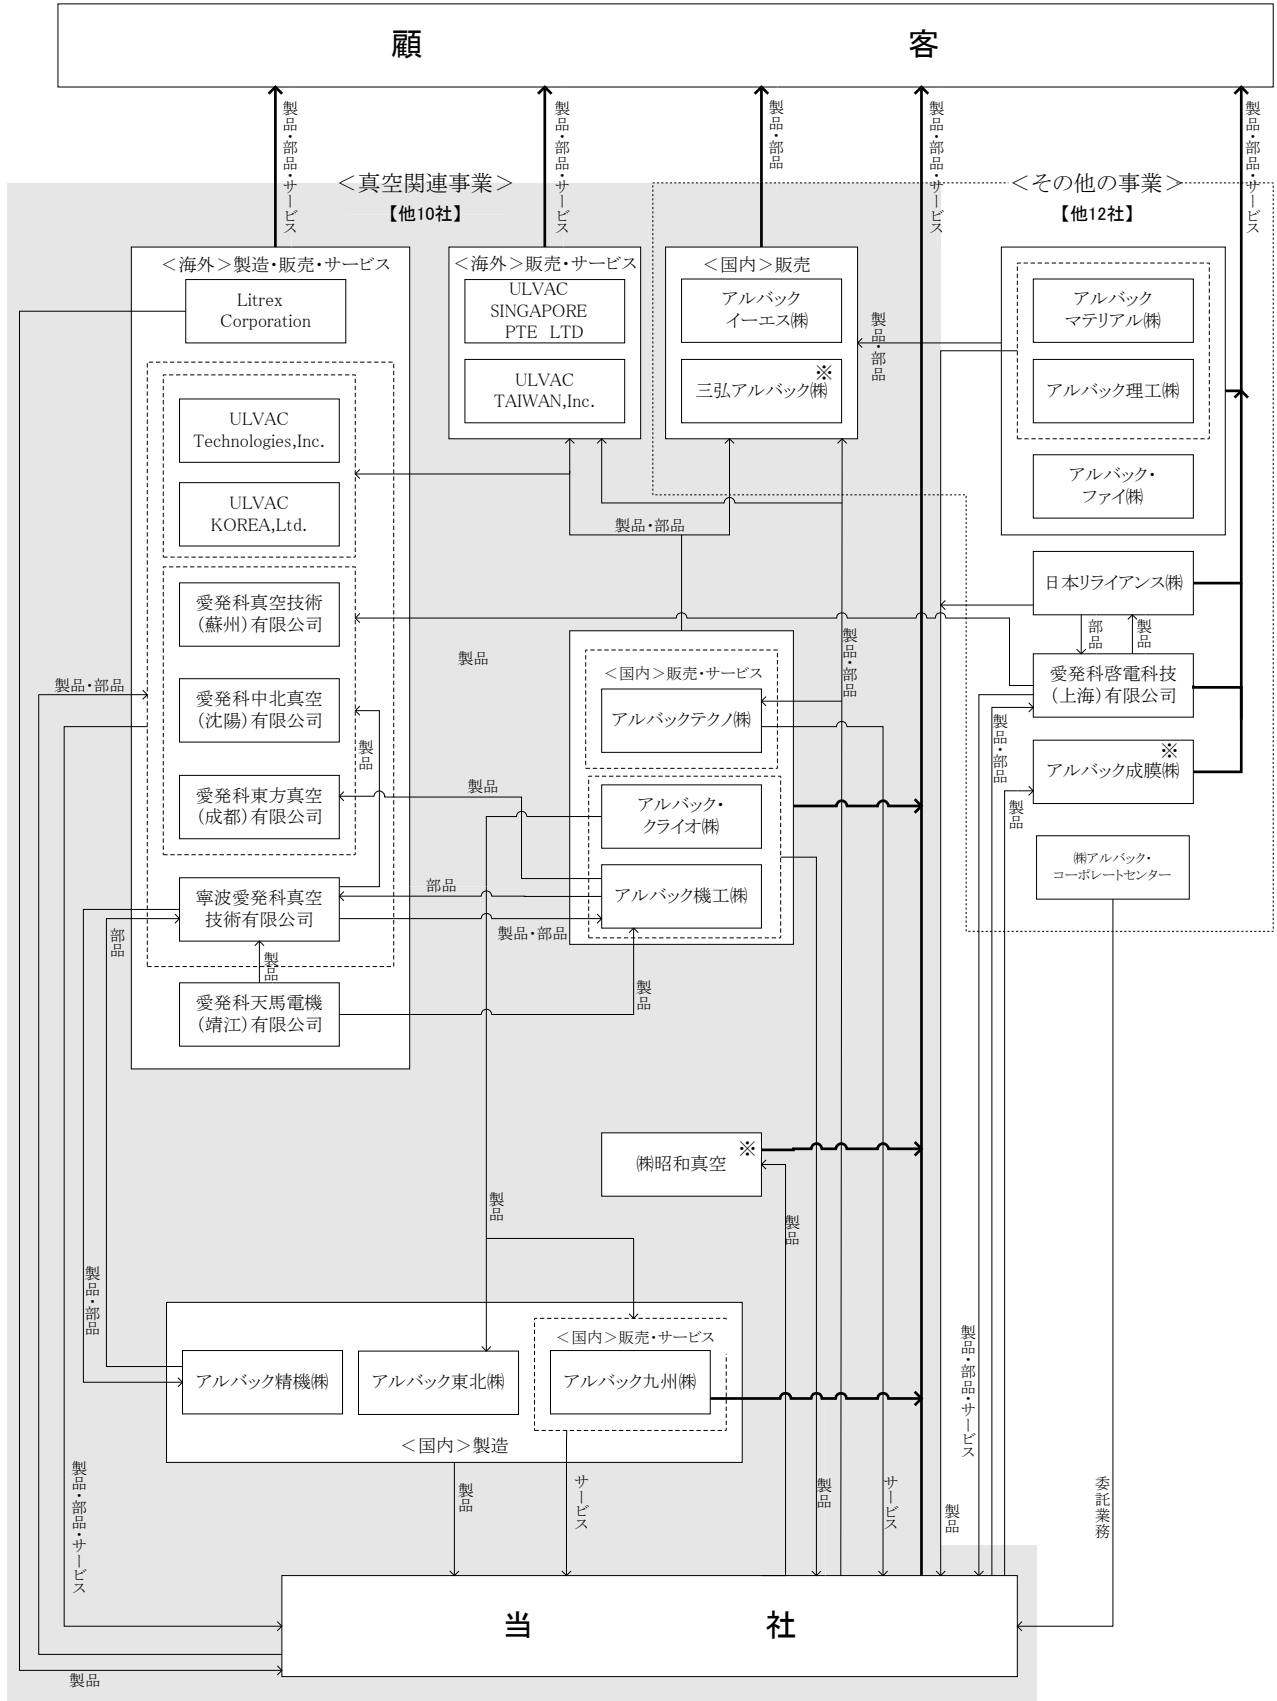 顧客
製品・部品・サービス
製品・部品・サービス
製品・部品
製品・部品・サービス
製品・部品・サービス
＜真空関連事業＞
【他10社】
＜その他の事業＞
【他12社】
＜海外＞製造・販売・サービス
Litrex
Corporation
ULVAC
Technologies,Inc.
ULVAC
KOREA,Ltd.
愛発科真空技術
(蘇州)有限公司
愛発科中北真空
(沈陽)有限公司
愛発科東方真空
(成都)有限公司
寧波愛発科真空
技術有限公司
愛発科天馬電機
(靖江)有限公司
＜海外＞販売・サービス
ULVAC
SINGAPORE
PTE LTD
ULVAC
TAIWAN,Inc.
＜国内＞販売
アルバック
イーエス㈱
※
三弘アルバック㈱
製品・部品
アルバック
マテリアル㈱
アルバック理工㈱
アルバック・
ファイ㈱
日本リライアンス㈱
部品
製品
愛発科啓電科技
(上海)有限公司
※
アルバック成膜㈱
㈱アルバック・
コーポレートセンター
製品・部品
製品・部品
製品
製品・部品
＜国内＞販売・サービス
アルバックテクノ㈱
アルバック・
クライオ㈱
アルバック機工㈱
製品
製品
部品
製品・部品
製品
製品
部品
製品・部品
製品
※
㈱昭和真空
製品
製品
製品・部品
＜国内＞販売・サービス
アルバック精機㈱
アルバック東北㈱
アルバック九州㈱
＜国内＞製造
製品・部品・サービス
製品・部品・サービス
製品
サービス
製品
サービス
製品
委託業務
当社
製品